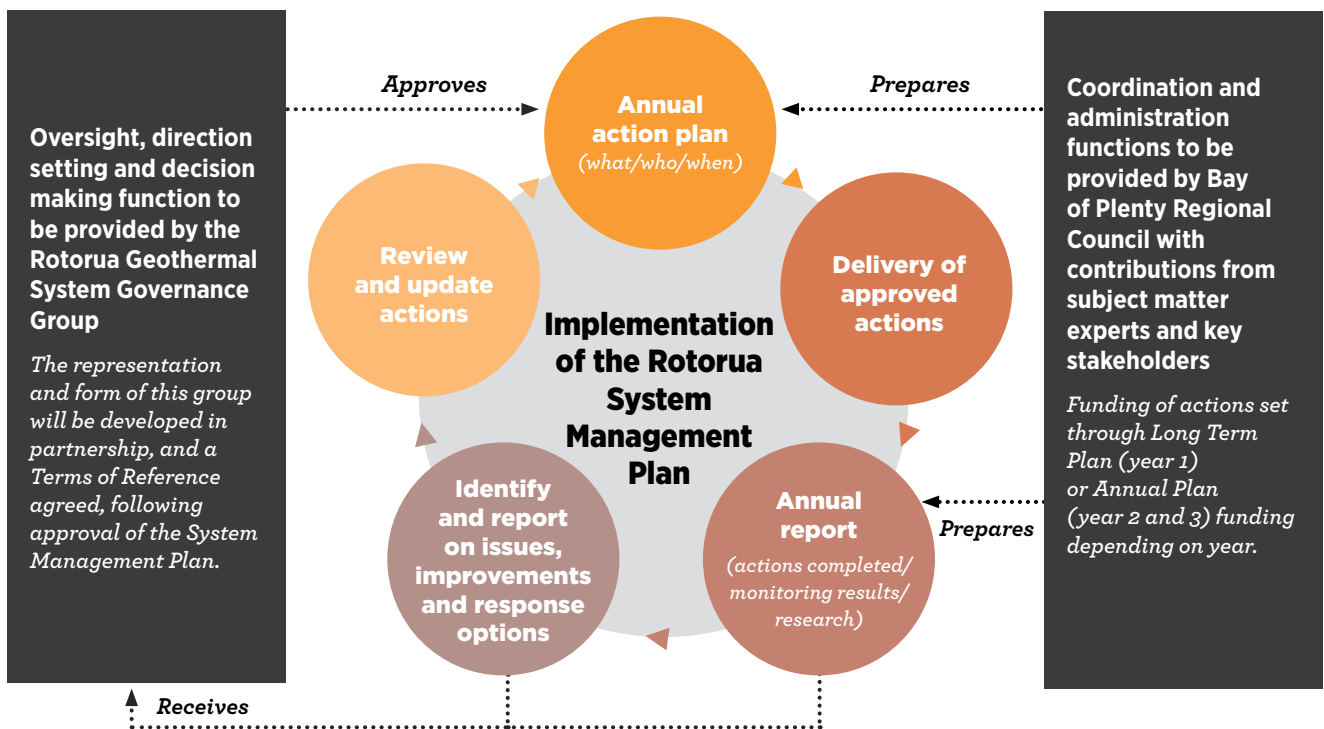 Oversight, direction
setting and decision
making function to
be provided by the
Rotorua Geothermal
System Governance
Group
The representation
and form of this group
will be developed in
partnership, and a
Terms of Reference
agreed, following
approval of the System
Management Plan.
Approves
Prepares
Annual
action plan
(what/who/when)
Delivery of
approved
actions
Annual
report
(actions completed/
monitoring results/
research)
Prepares
Identify
and report
on issues,
improvements
and response
options
Review
and update
actions
Implementation
of the Rotorua
System
Management
Plan
Receives
Coordination and
administration
functions to be
provided by Bay
of Plenty Regional
Council with
contributions from
subject matter
experts and key
stakeholders
Funding of actions set
through Long Term
Plan (year 1)
or Annual Plan
(year 2 and 3) funding
depending on year.